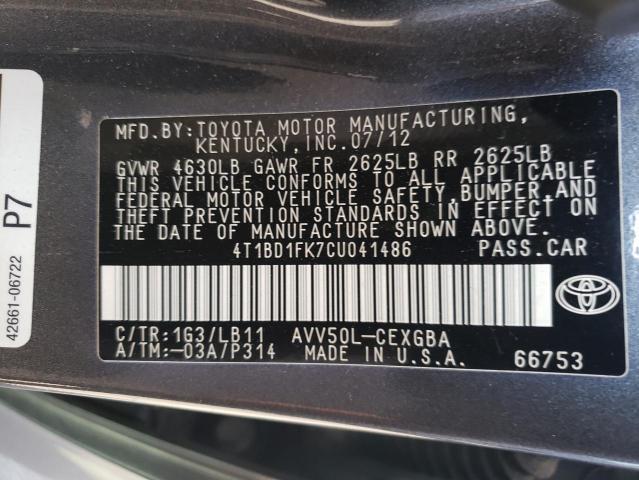 MFD.BY:TOYOTA MOTOR MANUFACTURING,
KENTUCKY, INC.07/12
GVWR 4630LB GAWR FR 2625LB RR 2625LB
THIS VEHICLE CONFORMS TO ALL APPLICABLE
FEDERAL MOTOR VEHICLE SAFETY,BUMPER,AND
THEFT PREVENTION STANDARDS IN EFFECT ON
THE DATE OF MANUFACTURE SHOWN ABOVE.
4T1BD1FK7CU041486 PASS.CAR
C/TR:1G3/LB11 AVV50L-CEXGBA
A/TM:-03A/P314 MADE IN U.S.A. 66753
42661-06722 P7